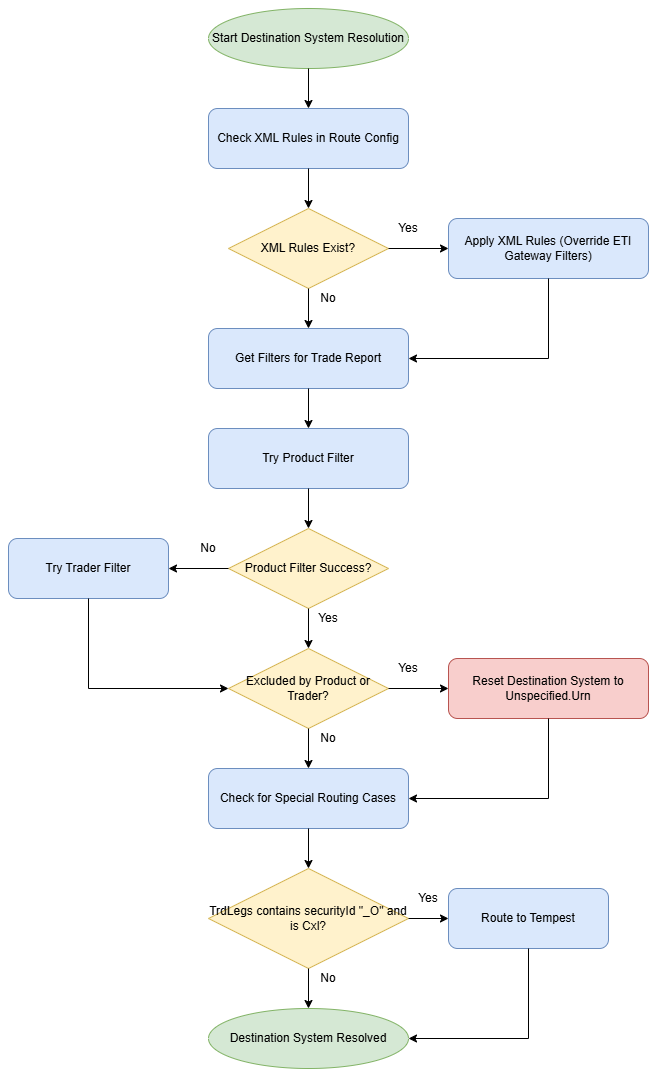 Start Destination System Resolution
Check XML Rules in Route Config
XML Rules Exist?
Yes
Apply XML Rules (Override ETI
Gateway Filters)
No
Get Filters for Trade Report
Try Product Filter
Product Filter Success?
No
Try Trader Filter
Yes
Excluded by Product or
Trader?
Yes
Reset Destination System to
Unspecified.Urn
No
Check for Special Routing Cases
TrdLegs contains securityId "_O" and
is Cxl?
Yes
Route to Tempest
No
Destination System Resolved